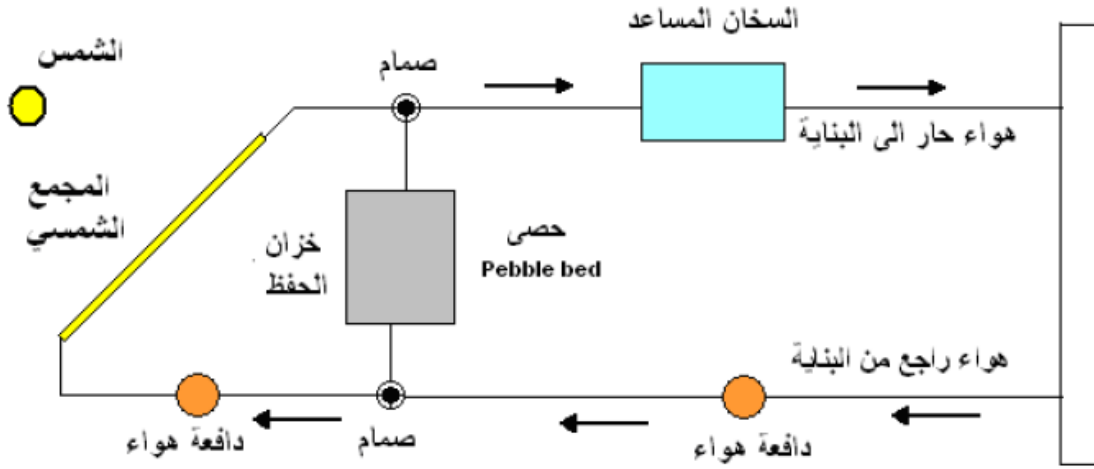 السخان المساعد
الشمس
صمام
هواء حار الى البناية
المجمع
الشمسي
خزان
الحفظ
حصى
Pebble bed
هواء راجع من البناية
دافعة هواء
صمام
دافعة هواء